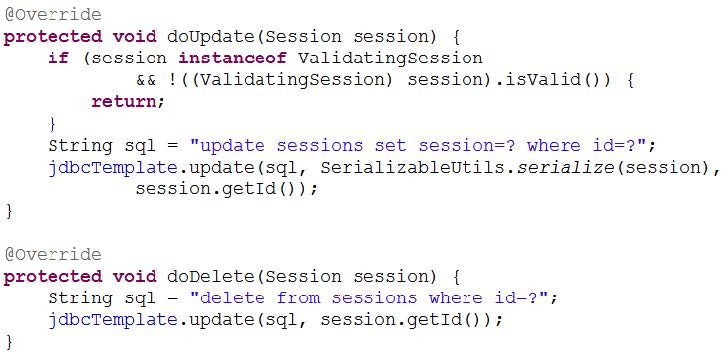 @Override
protected void doUpdate(Session session) {
    if (session instanceof ValidatingSession
            && !((ValidatingSession) session).isValid()) {
        return;
    }
    String sql = "update sessions set session=? where id=?";
    jdbcTemplate.update(sql, SerializableUtils.serialize(session),
            session.getId());
}

@Override
protected void doDelete(Session session) {
    String sql = "delete from sessions where id=?";
    jdbcTemplate.update(sql, session.getId());
}